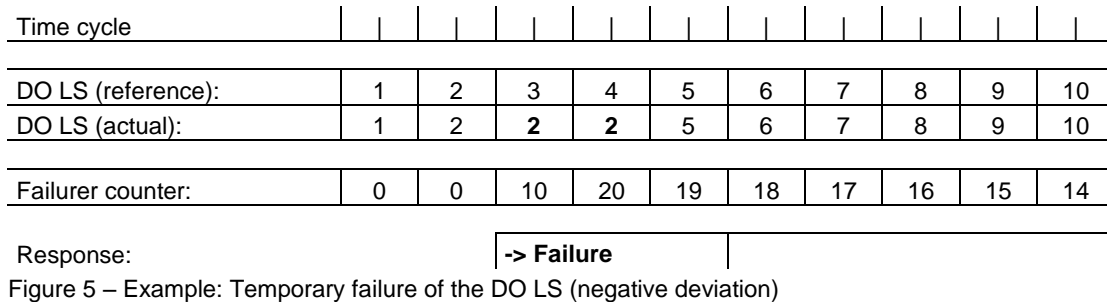 Time cycle | | | | | | | | | |
DO LS (reference): 1 2 3 4 5 6 7 8 9 10
DO LS (actual): 1 2 2 2 5 6 7 8 9 10
Failurer counter: 0 0 10 20 19 18 17 16 15 14
Response: -> Failure
Figure 5 – Example: Temporary failure of the DO LS (negative deviation)